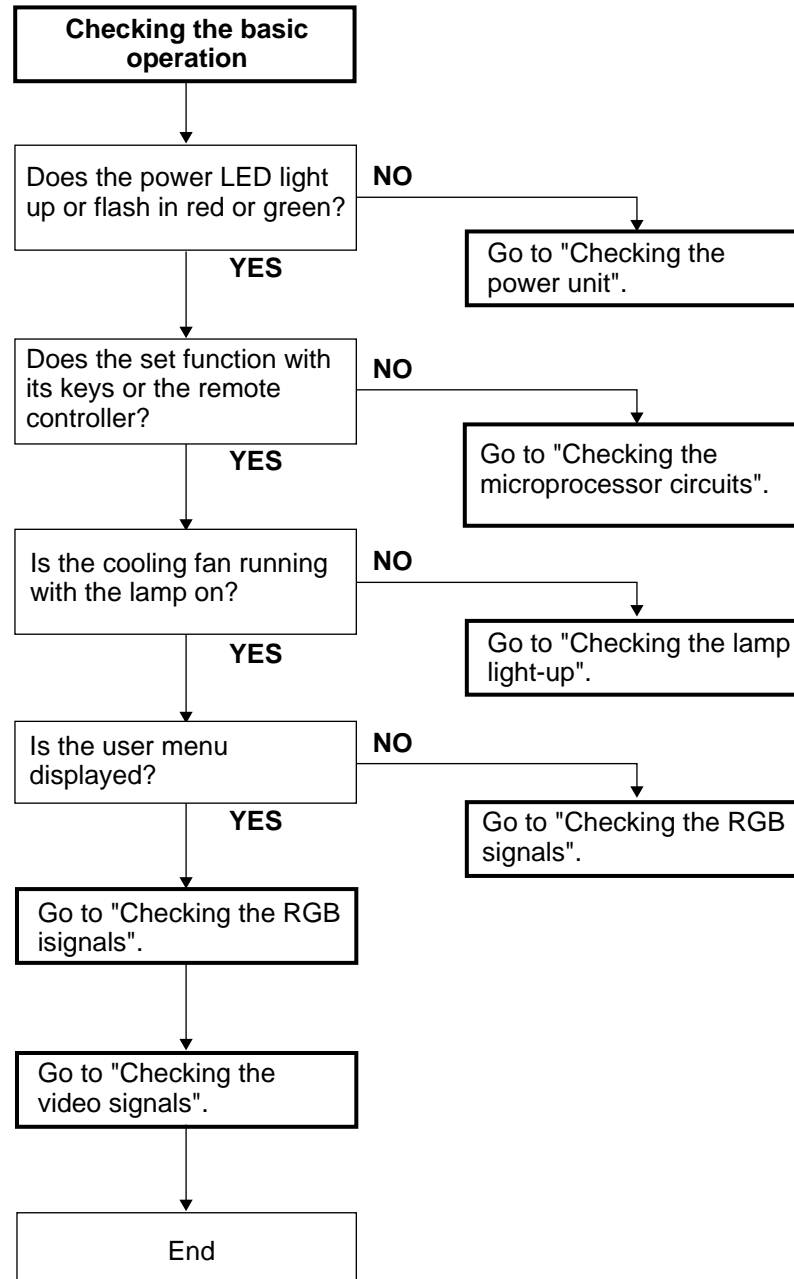 Checking the basic
operation
Does the power LED light
up or flash in red or green?
NO
Go to "Checking the
power unit".
YES
Does the set function with
its keys or the remote
controller?
NO
Go to "Checking the
microprocessor circuits".
YES
Is the cooling fan running
with the lamp on?
NO
Go to "Checking the lamp
light-up".
YES
Is the user menu
displayed?
NO
Go to "Checking the RGB
signals".
YES
Go to "Checking the RGB
isignals".
Go to "Checking the
video signals".
End